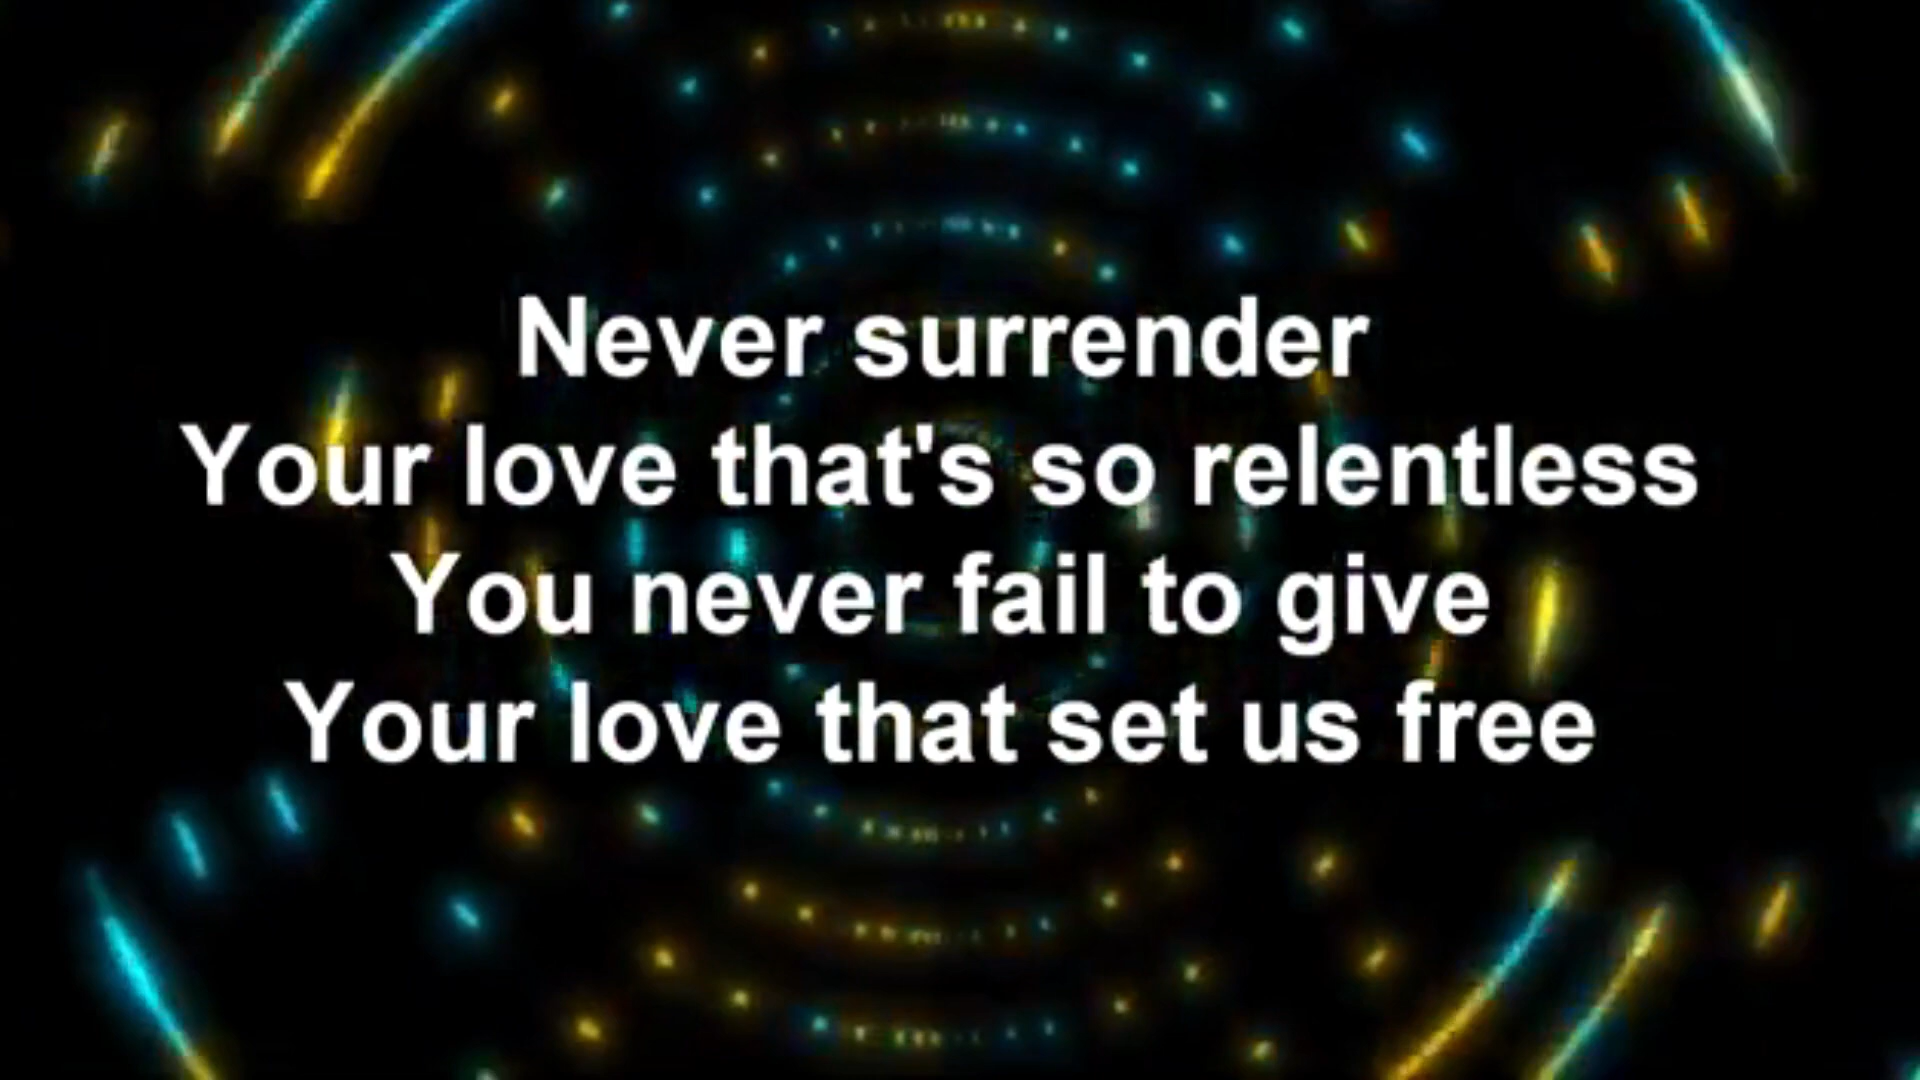 Never surrender
Your love that's so relentless
You never fail to give
Your love that set us free